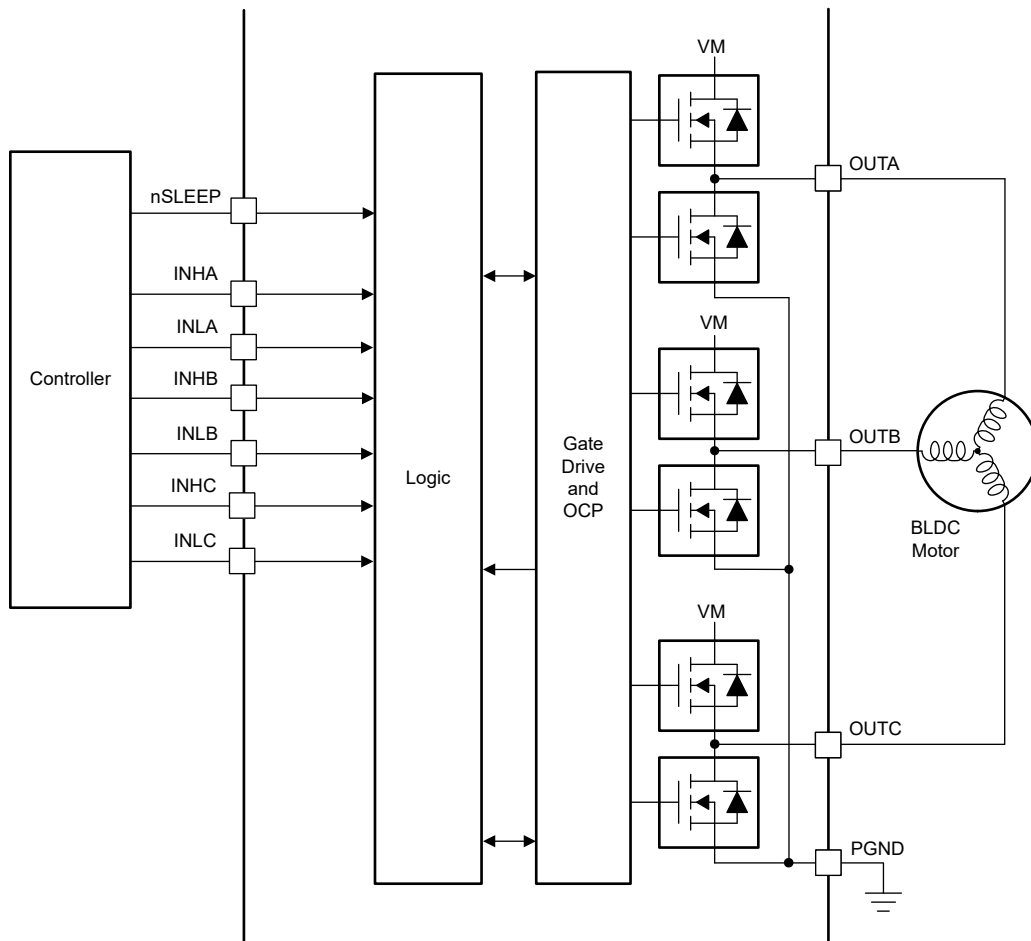 VM
OUTA
nSLEEP
INHA
INLA
Controller
INHB
INLB
INHC
INLC
Logic
Gate
Drive
and
OCP
VM
OUTB
BLDC
Motor
VM
OUTC
PGND